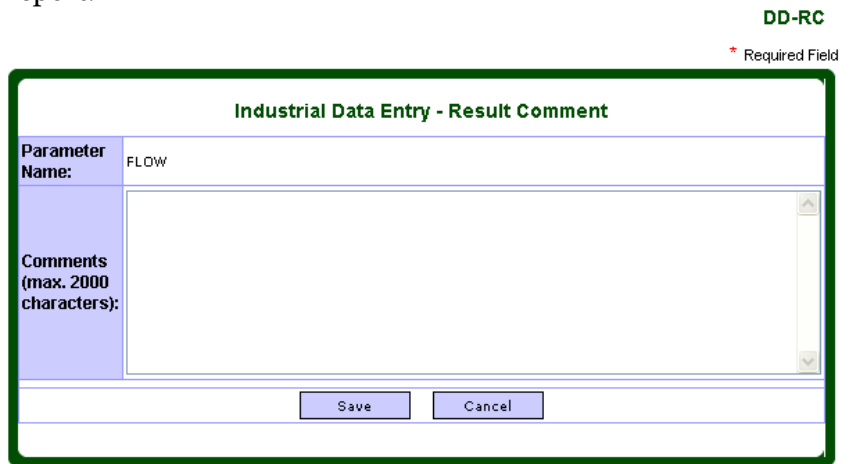 DD-RC
* Required Field
Industrial Data Entry - Result Comment
Parameter
Name:
FLOW
Comments
(max. 2000
characters):
Save Cancel